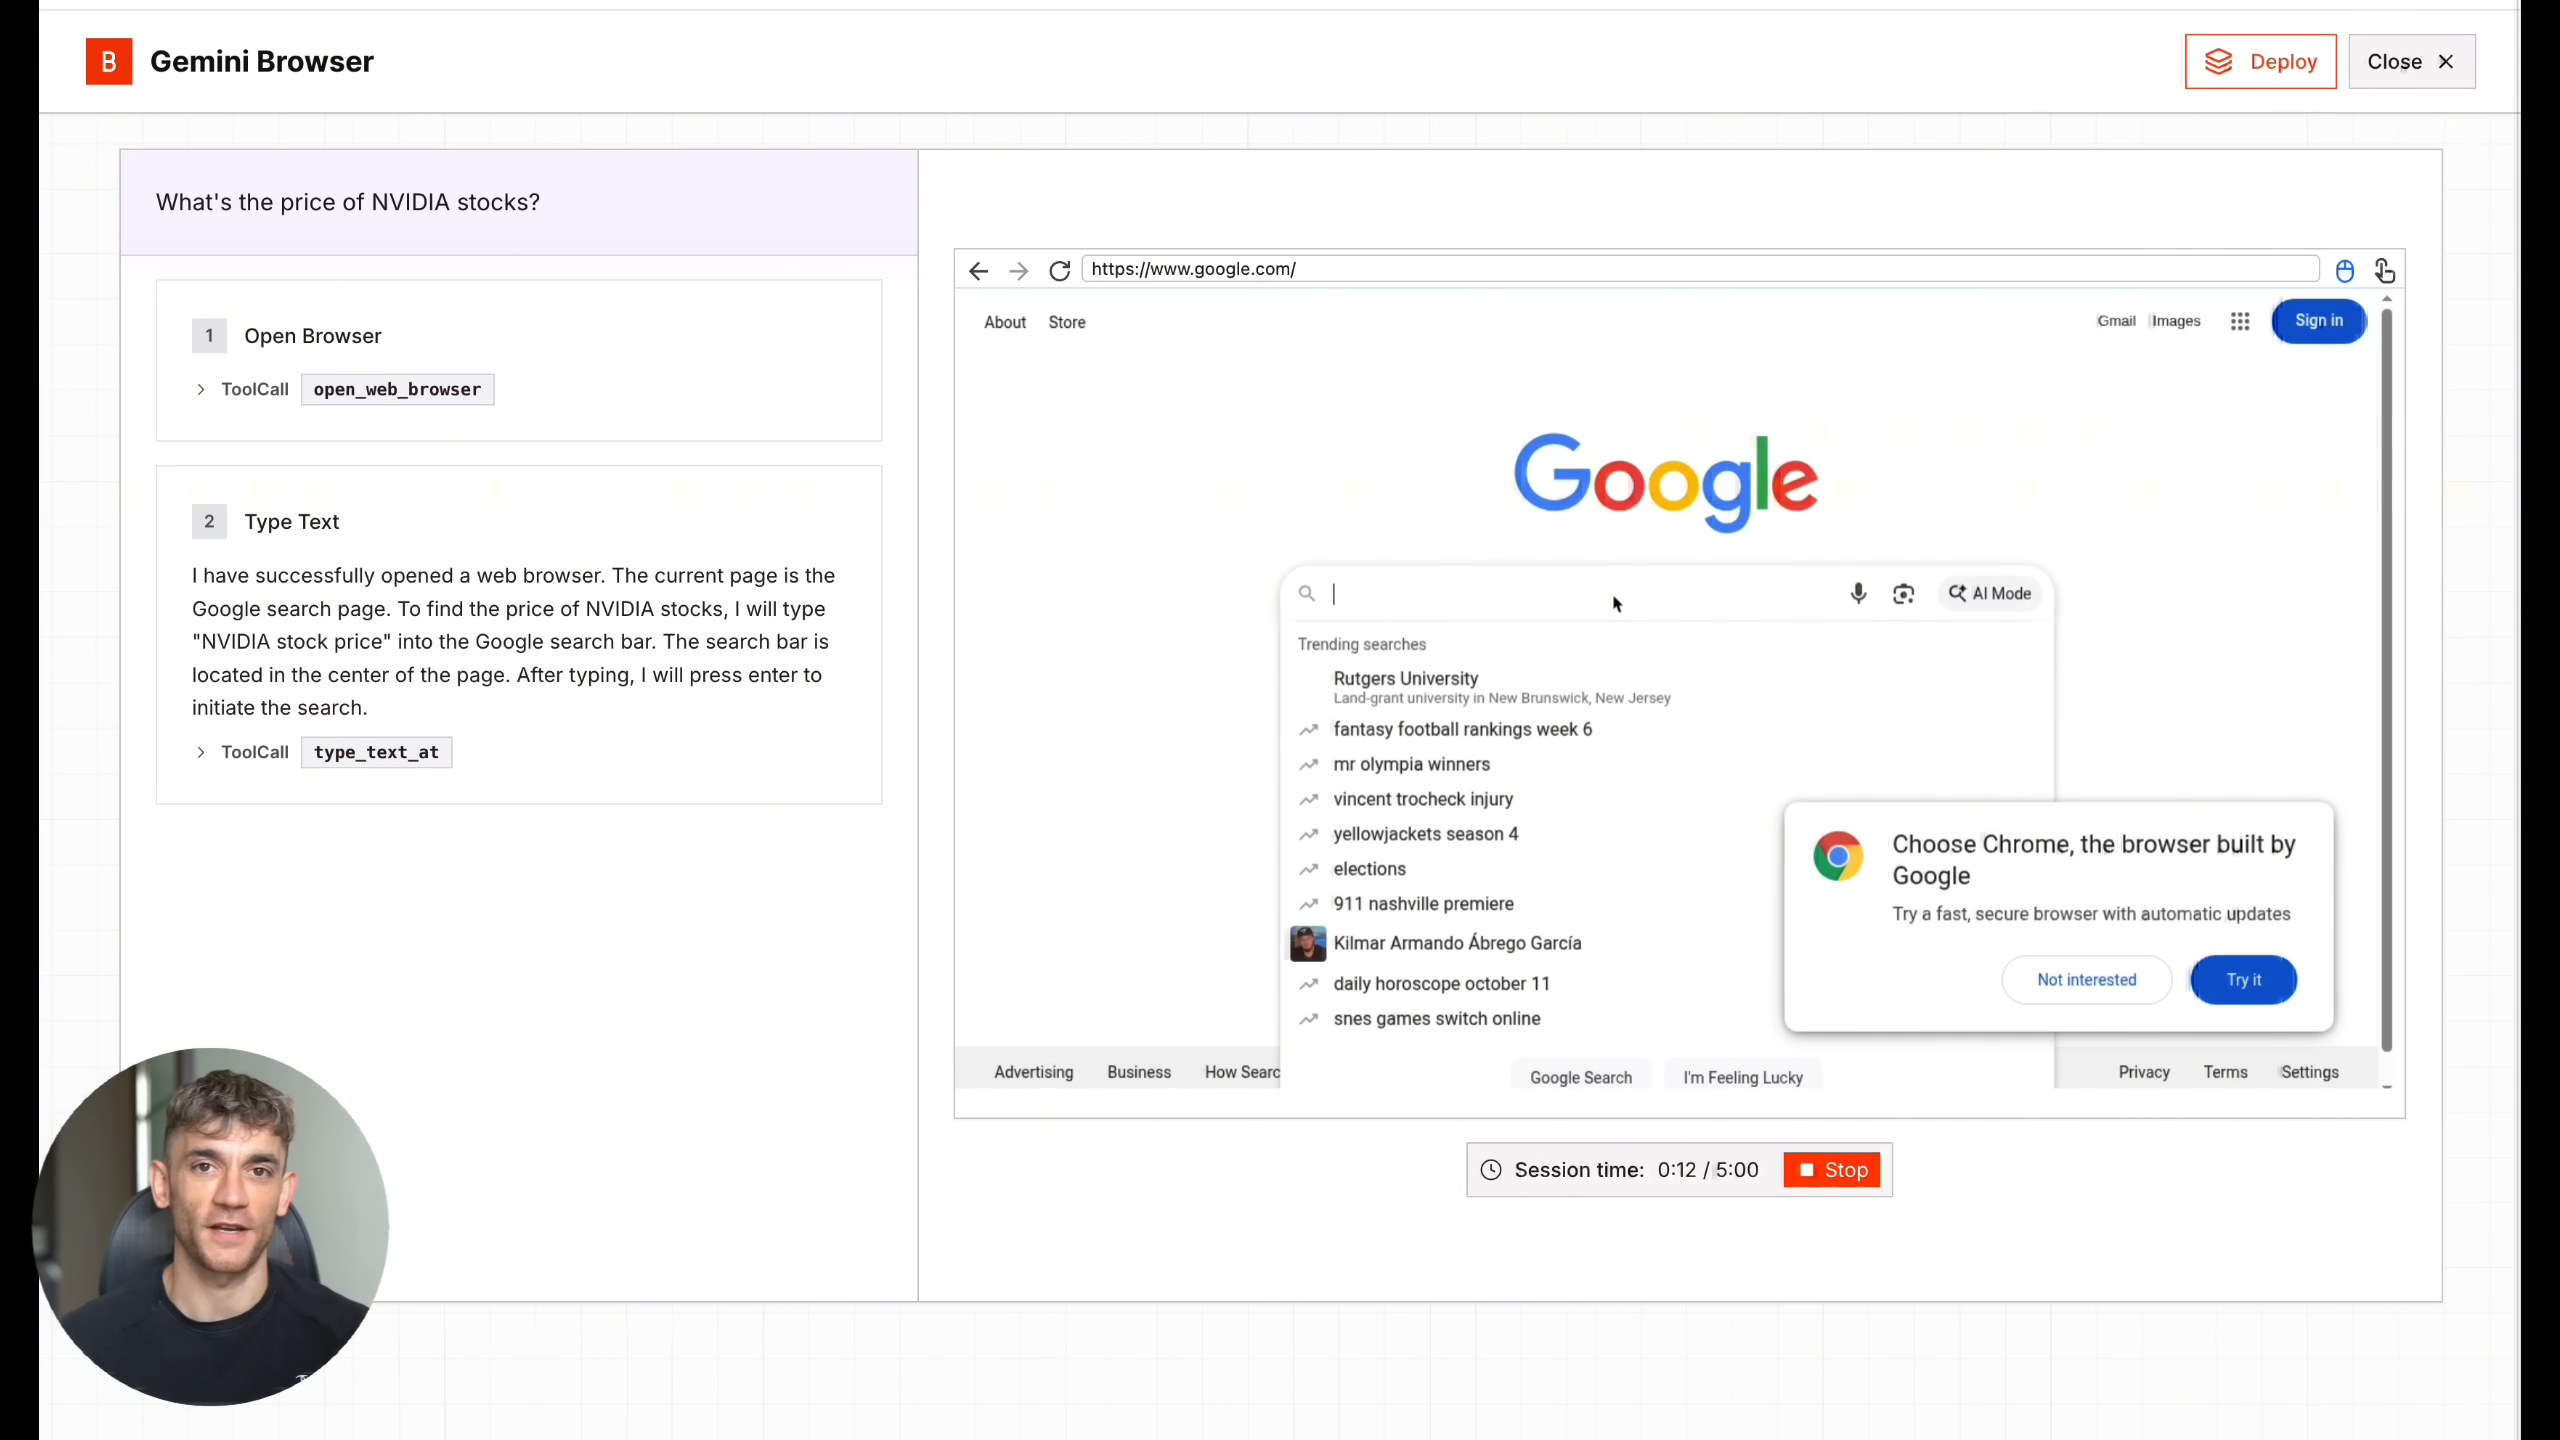 B Gemini Browser
Deploy
Close
What's the price of NVIDIA stocks?
1 Open Browser
ToolCall open_web_browser
2 Type Text
I have successfully opened a web browser. The current page is the
Google search page. To find the price of NVIDIA stocks, I will type
"NVIDIA stock price" into the Google search bar. The search bar is
located in the center of the page. After typing, I will press enter to
initiate the search.
ToolCall type_text_at
https://www.google.com/
About Store
Gmail Images
Sign in
Google
AI Mode
Trending searches
Rutgers University
Land-grant university in New Brunswick, New Jersey
fantasy football rankings week 6
mr olympia winners
vincent trocheck injury
yellowjackets season 4
elections
911 nashville premiere
Kilmar Armando Ábrego García
daily horoscope october 11
snes games switch online
Google Search I'm Feeling Lucky
Choose Chrome, the browser built by
Google
Try a fast, secure browser with automatic updates
Not interested Try it
Advertising Business How Searc
Privacy Terms Settings
Session time: 0:12 / 5:00 Stop